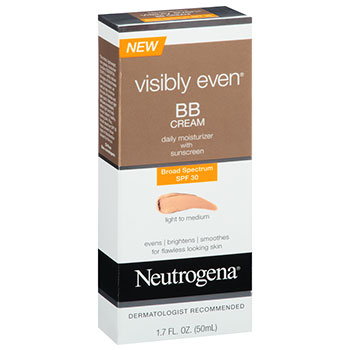 NEW
visibly even®
BB
CREAM
daily moisturizer
with
sunscreen
Broad Spectrum
SPF 30
light to medium
evens | brightens | smoothes
for flawless looking skin
Neutrogena®
DERMATOLOGIST RECOMMENDED
1.7 FL. OZ. (50mL)